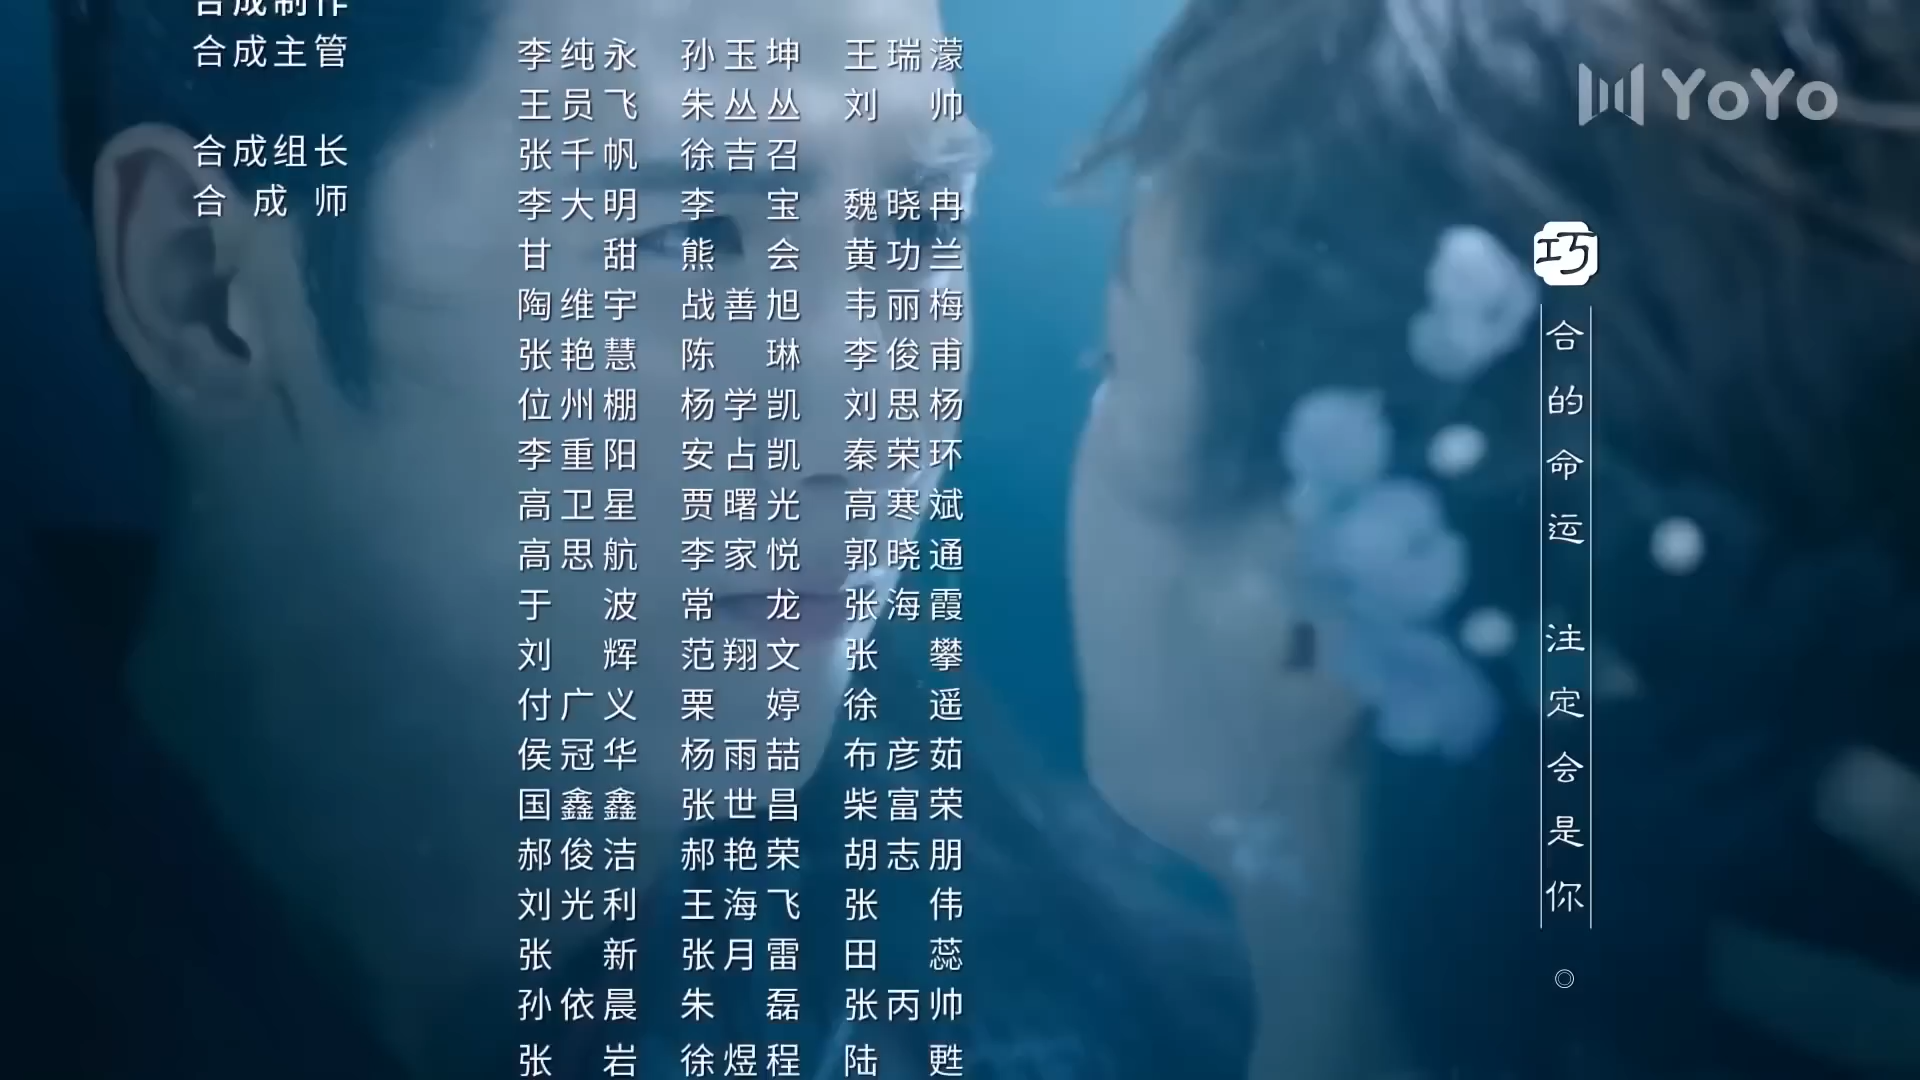 合成制作
合成主管 李纯永 孙玉坤 王瑞濛
王员飞 朱丛丛 刘帅
合成组长 张千帆 徐吉召
合成师 李大明 李宝 魏晓冉
甘甜 熊会 黄功兰
陶维宇 战善旭 韦丽梅
张艳慧 陈琳 李俊甫
位州棚 杨学凯 刘思杨
李重阳 安占凯 秦荣环
高卫星 贾曙光 高寒斌
高思航 李家悦 郭晓通
于波 常龙 张海霞
刘辉 范翔文 张攀
付广义 栗婷 徐遥
侯冠华 杨雨喆 布彦茹
国鑫鑫 张世昌 柴富荣
郝俊洁 郝艳荣 胡志朋
刘光利 王海飞 张伟
张新 张月雷 田蕊
孙依晨 朱磊 张丙帅
张岩 徐煜程 陆甦
YoYo
巧合的命运 注定会是你